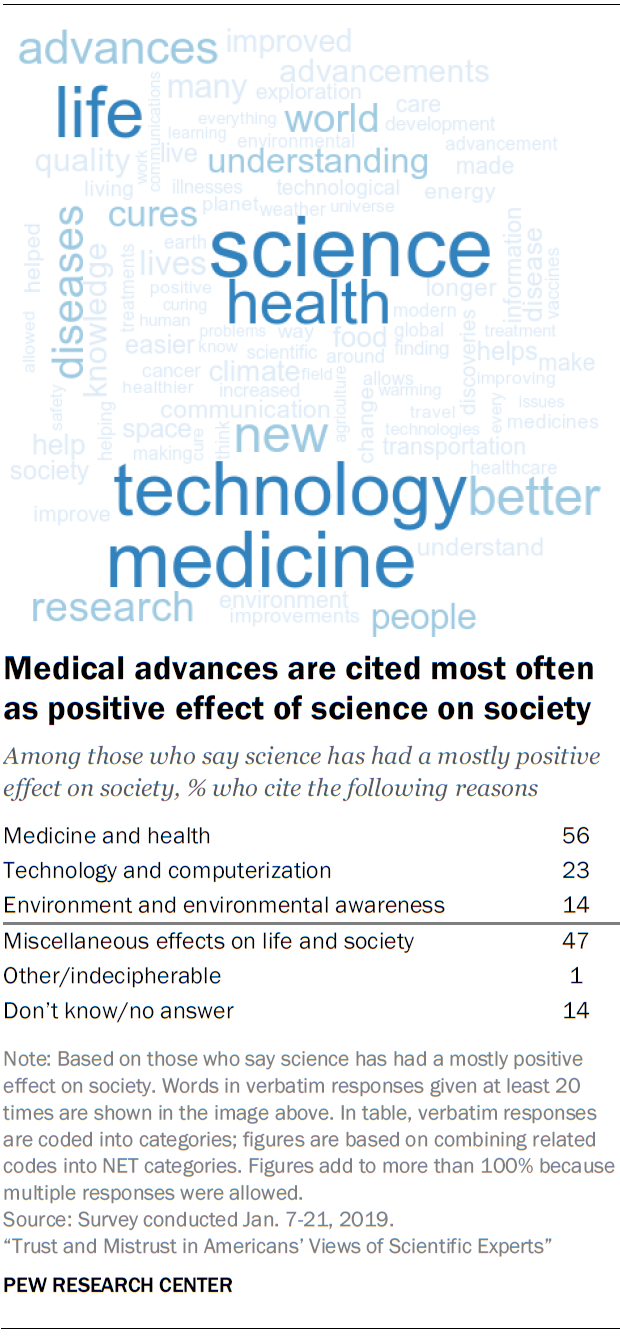 advances improved
advancements
life many exploration
communications
everything world care
development
learning environmental advancement
quality work live understanding made
living illnesses technological energy
cures planet weather universe
helped diseases knowledge earth science information disease vaccines
treatments lives
positive health longer
curing modern
human problems way food global treatment
allowed easier know scientific around finding discoveries helps make
cancer climate field allows improving
healthier increased agriculture warming
safety helping communication change travel every issues
space cure think new technologies medicines
help making transportation
society technology healthcare
better
improve medicine understand
research environment
improvements people
Medical advances are cited most often
as positive effect of science on society
Among those who say science has had a mostly positive
effect on society, % who cite the following reasons
Medicine and health 56
Technology and computerization 23
Environment and environmental awareness 14
Miscellaneous effects on life and society 47
Other/indecipherable 1
Don’t know/no answer 14
Note: Based on those who say science has had a mostly positive
effect on society. Words in verbatim responses given at least 20
times are shown in the image above. In table, verbatim responses
are coded into categories; figures are based on combining related
codes into NET categories. Figures add to more than 100% because
multiple responses were allowed.
Source: Survey conducted Jan. 7-21, 2019.
“Trust and Mistrust in Americans’ Views of Scientific Experts”
PEW RESEARCH CENTER